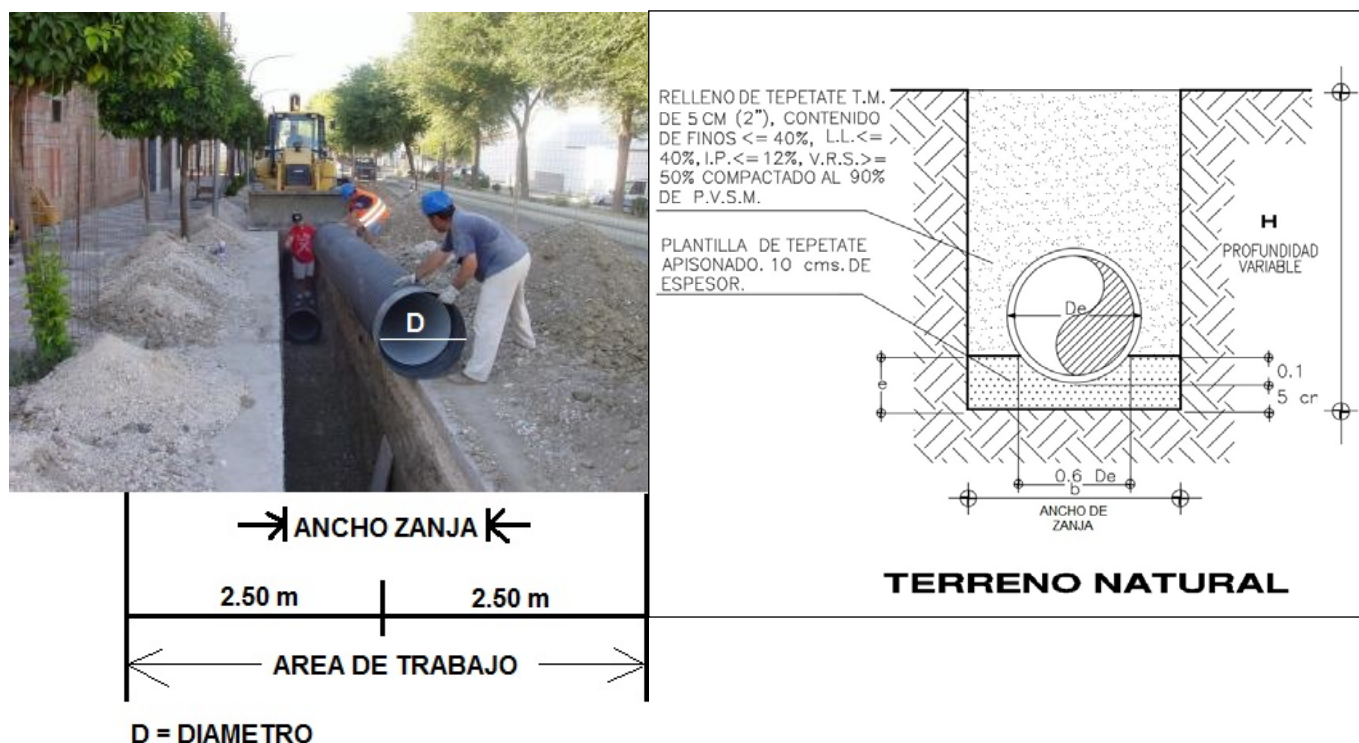 D
ANCHO ZANJA
2.50 m
2.50 m
AREA DE TRABAJO
D = DIAMETRO
RELLENO DE TEPETATE T.M.
DE 5 CM (2"), CONTENIDO
DE FINOS <= 40%, L.L.<=
40%, I.P.<= 12%, V.R.S.>=
50% COMPACTADO AL 90%
DE P.V.S.M.
PLANTILLA DE TEPETATE
APISONADO. 10 cms. DE
ESPESOR.
De
H
PROFUNDIDAD
VARIABLE
e
0.1
5 cr
0.6 De
b
ANCHO DE
ZANJA
TERRENO NATURAL